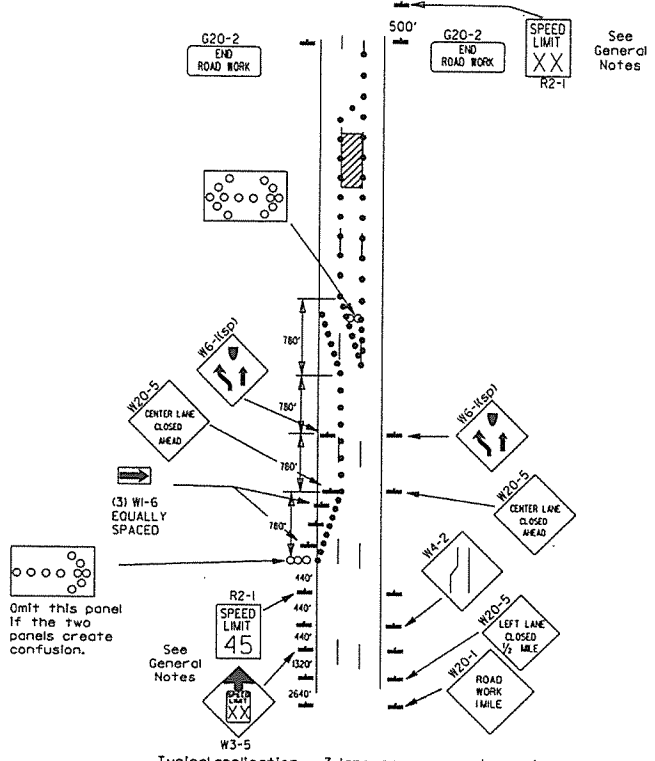 G20-2
END
ROAD WORK
500'
G20-2
END
ROAD WORK
SPEED
LIMIT
XX
R2-1
See
General
Notes
780'
W6-1(sp)
780'
W20-5
CENTER LANE
CLOSED
AHEAD
780'
W6-1(sp)
(3) W1-6
EQUALLY
SPACED
780'
W20-5
CENTER LANE
CLOSED
AHEAD
Omit this panel
if the two
panels create
confusion.
440'
R2-1
SPEED
LIMIT
45
440'
440'
1320'
2640'
W4-2
See
General
Notes
SPEED
LIMIT
XX
W3-5
W20-5
LEFT LANE
CLOSED
1/2 MILE
W20-1
ROAD
WORK
1 MILE
Typical application - 3 lane